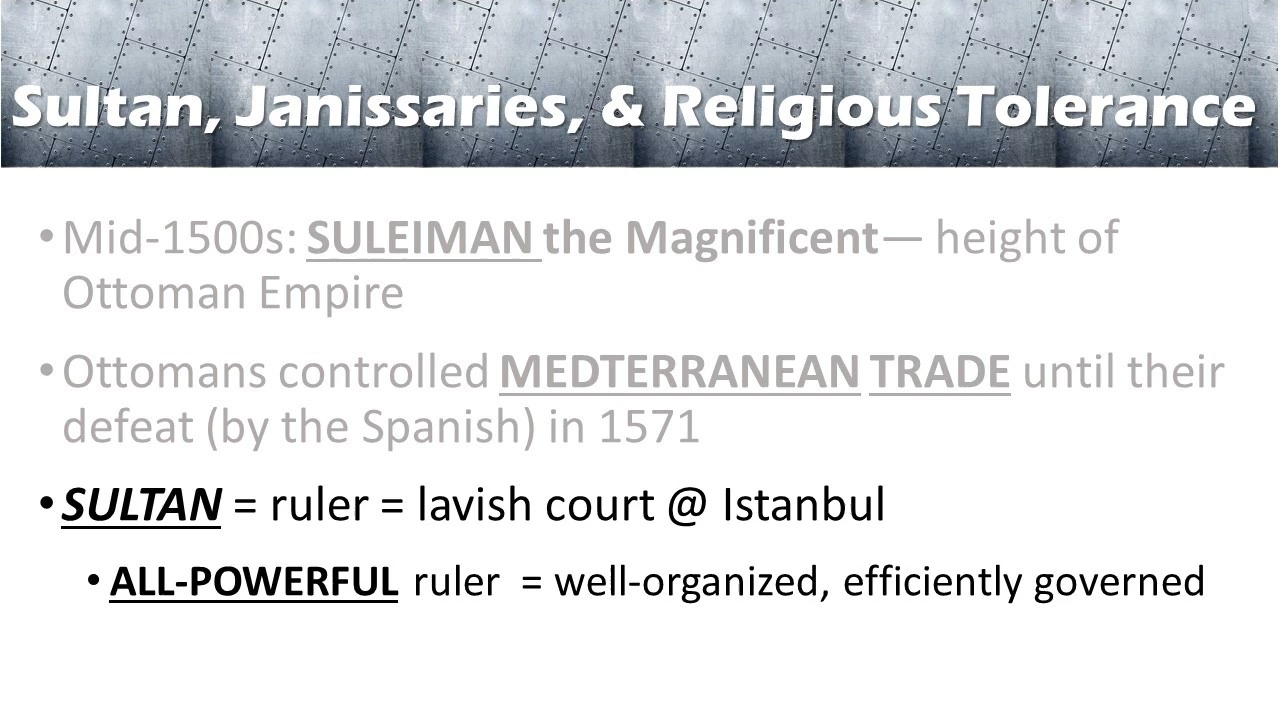 Sultan, Janissaries, & Religious Tolerance
• Mid-1500s: SULEIMAN the Magnificent— height of
Ottoman Empire
• Ottomans controlled MEDTERRANEAN TRADE until their
defeat (by the Spanish) in 1571
• SULTAN = ruler = lavish court @ Istanbul
• ALL-POWERFUL ruler = well-organized, efficiently governed